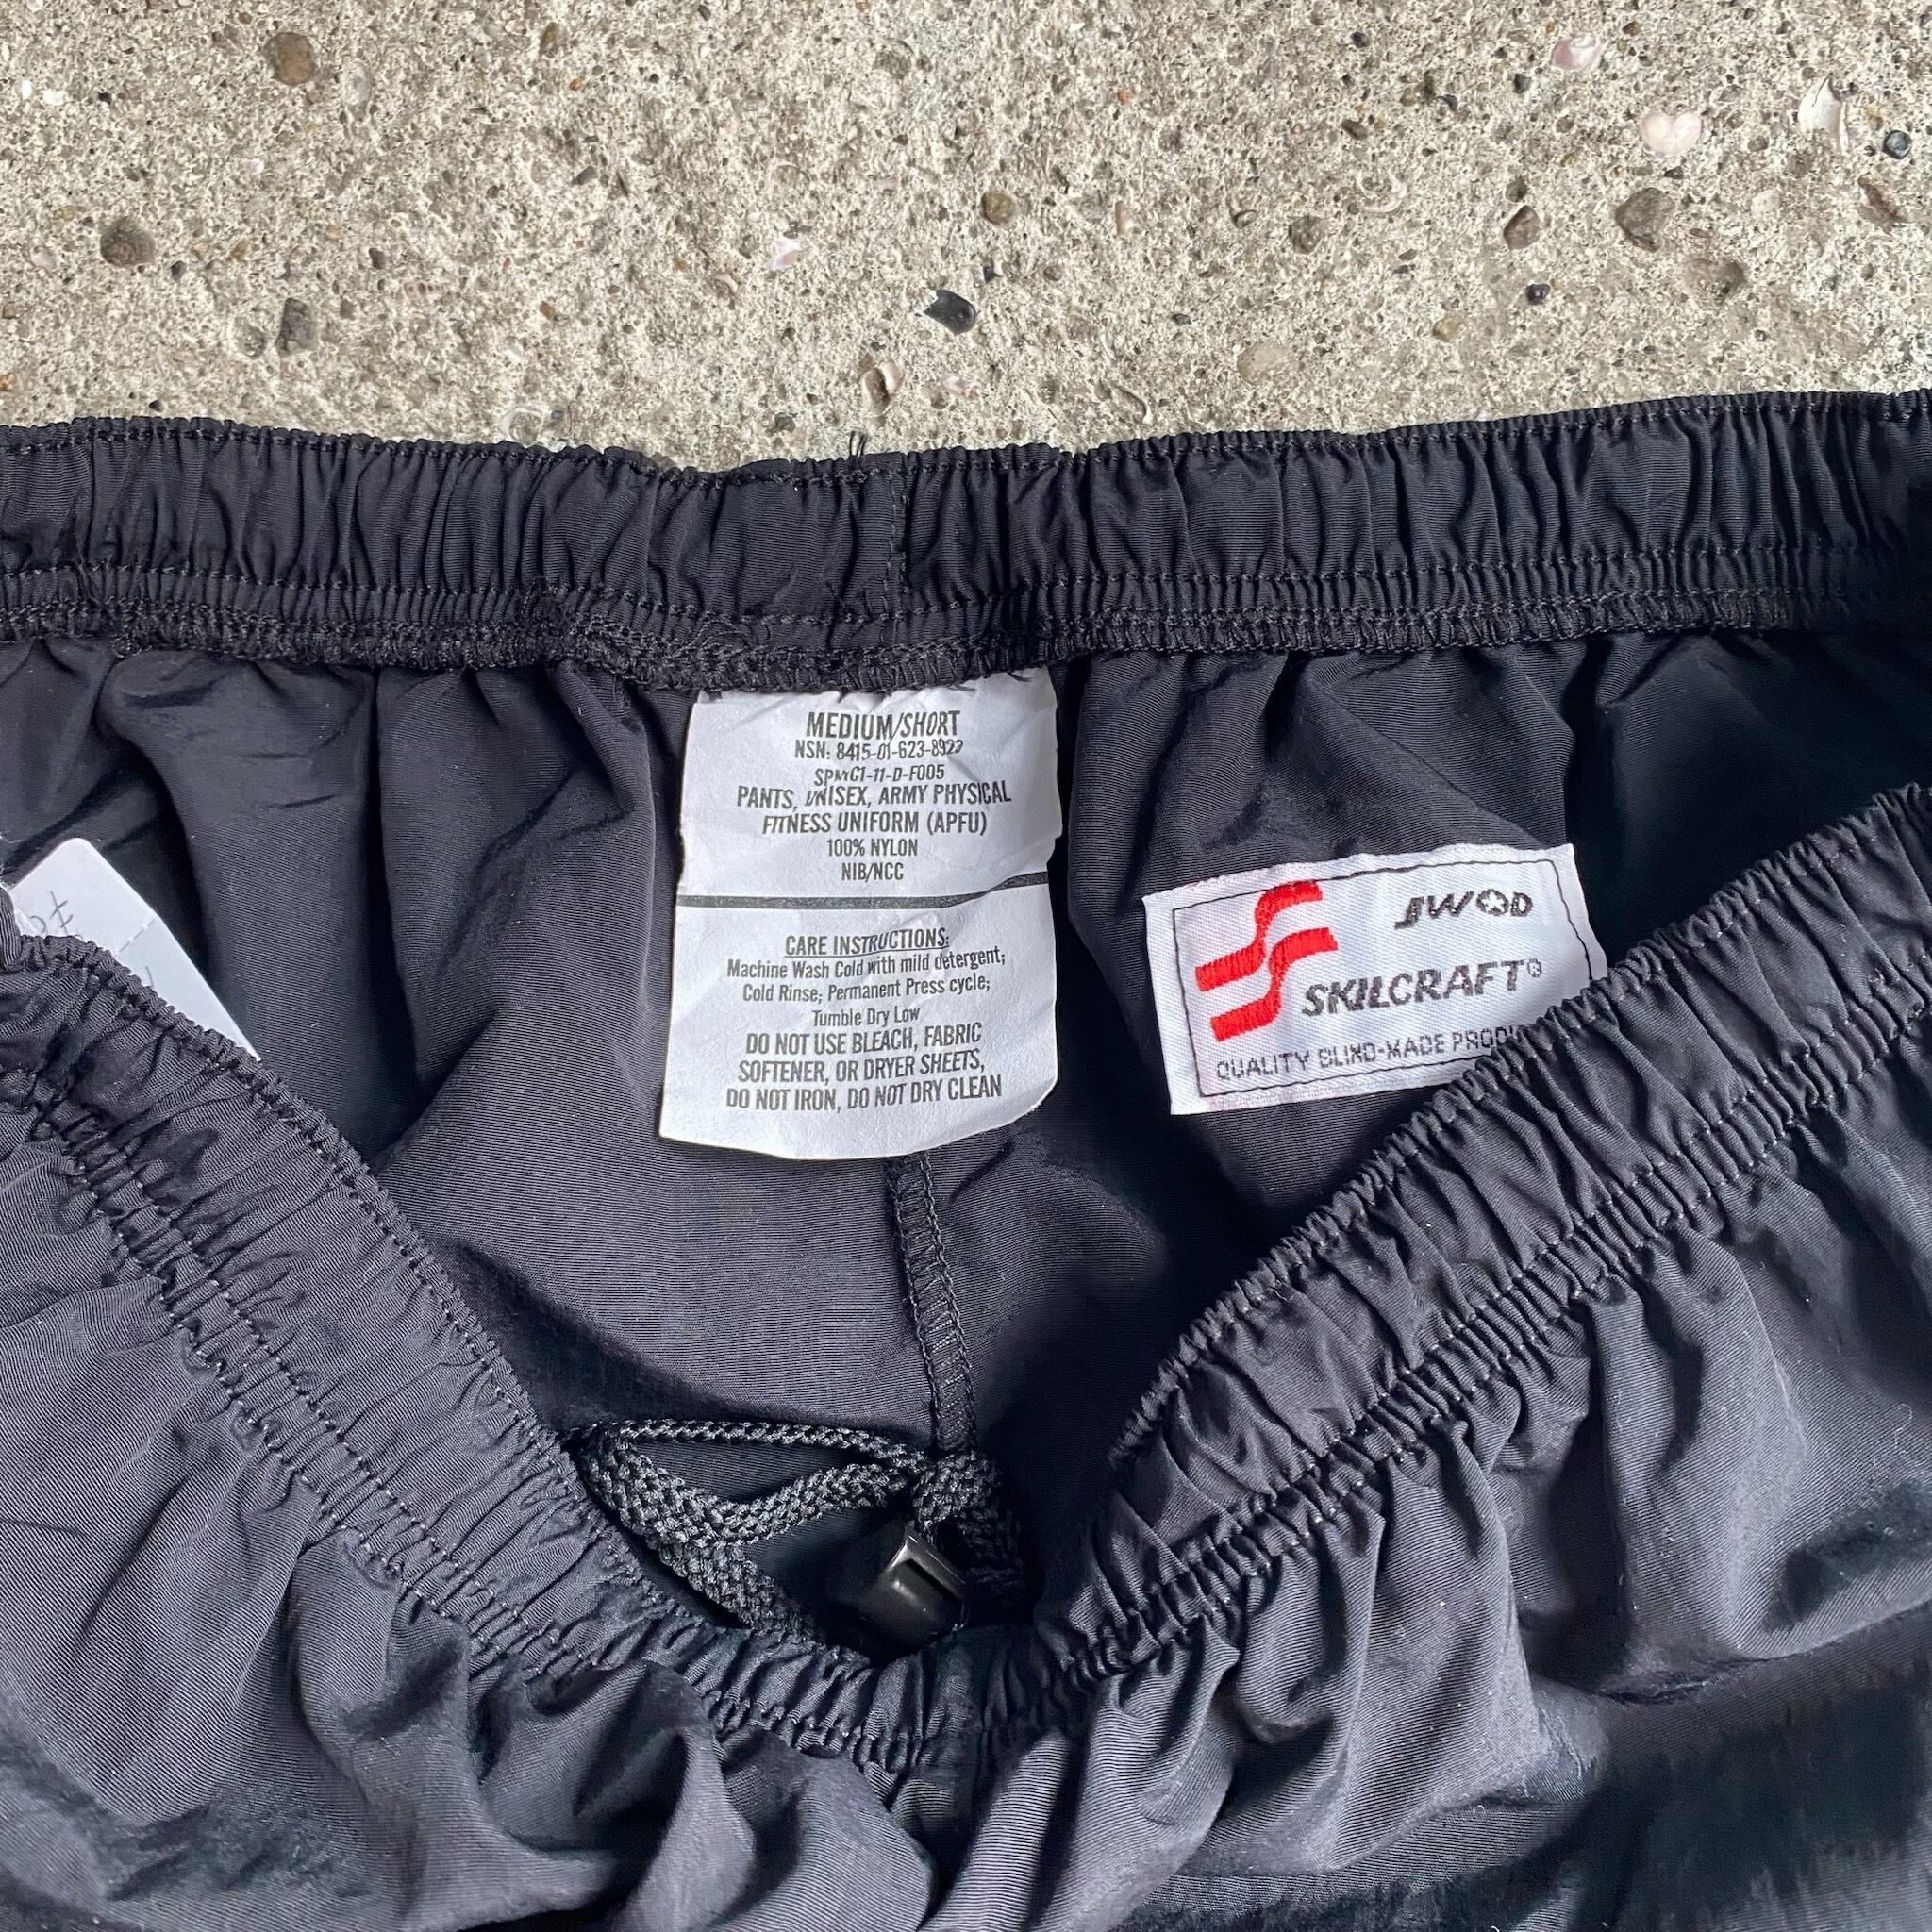 MEDIUM/SHORT
NSN: 8415-01-623-8922
SPM1C1-11-D-F005
PANTS, UNISEX, ARMY PHYSICAL
FITNESS UNIFORM (APFU)
100% NYLON
NIB/NCC
CARE INSTRUCTIONS:
Machine Wash Cold with mild detergent;
Cold Rinse; Permanent Press cycle;
Tumble Dry Low
DO NOT USE BLEACH, FABRIC
SOFTENER, OR DRYER SHEETS,
DO NOT IRON, DO NOT DRY CLEAN
JWOD
SKILCRAFT®
QUALITY BLIND-MADE